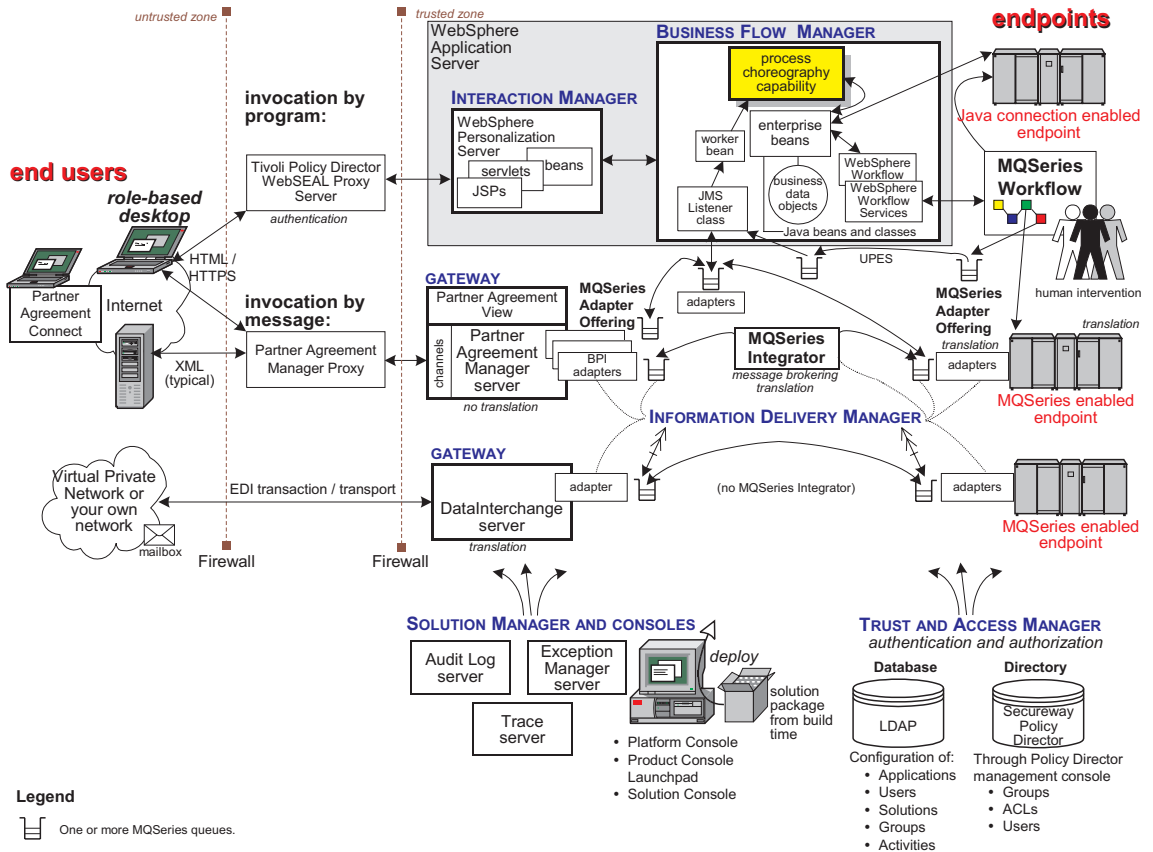 untrusted zone
trusted zone
WebSphere
Application
Server
BUSINESS FLOW MANAGER
endpoints
process
choreography
capability
invocation by
program:
INTERACTION MANAGER
WebSphere
Personalization
Server
beans
servlets
JSPs
worker
bean
enterprise
beans
Java connection enabled
endpoint
end users
role-based
desktop
Tivoli Policy Director
WebSEAL Proxy
Server
authentication
JMS
Listener
class
business
data
objects
WebSphere
Workflow
WebSphere
Workflow
Services
Java beans and classes
MQSeries
Workflow
HTML /
HTTPS
UPES
human intervention
Partner
Agreement
Connect
Internet
invocation by
message:
GATEWAY
Partner Agreement
View
channels
Partner
Agreement
Manager
server
BPI
adapters
no translation
MQSeries
Adapter
Offering
adapters
MQSeries
Integrator
message brokering
translation
MQSeries
Adapter
Offering
translation
adapters
translation
MQSeries enabled
endpoint
XML
(typical)
Partner Agreement
Manager Proxy
INFORMATION DELIVERY MANAGER
Virtual Private
Network or
your own
network
mailbox
EDI transaction / transport
GATEWAY
adapter
DataInterchange
server
translation
(no MQSeries Integrator)
adapters
MQSeries enabled
endpoint
Firewall
Firewall
SOLUTION MANAGER AND CONSOLES
Audit Log
server
Exception
Manager
server
Trace
server
deploy
solution
package
from build
time
• Platform Console
• Product Console
Launchpad
• Solution Console
TRUST AND ACCESS MANAGER
authentication and authorization
Database
Directory
LDAP
Secureway
Policy
Director
Configuration of:
• Applications
• Users
• Solutions
• Groups
• Activities
Through Policy Director
management console
• Groups
• ACLs
• Users
Legend
One or more MQSeries queues.